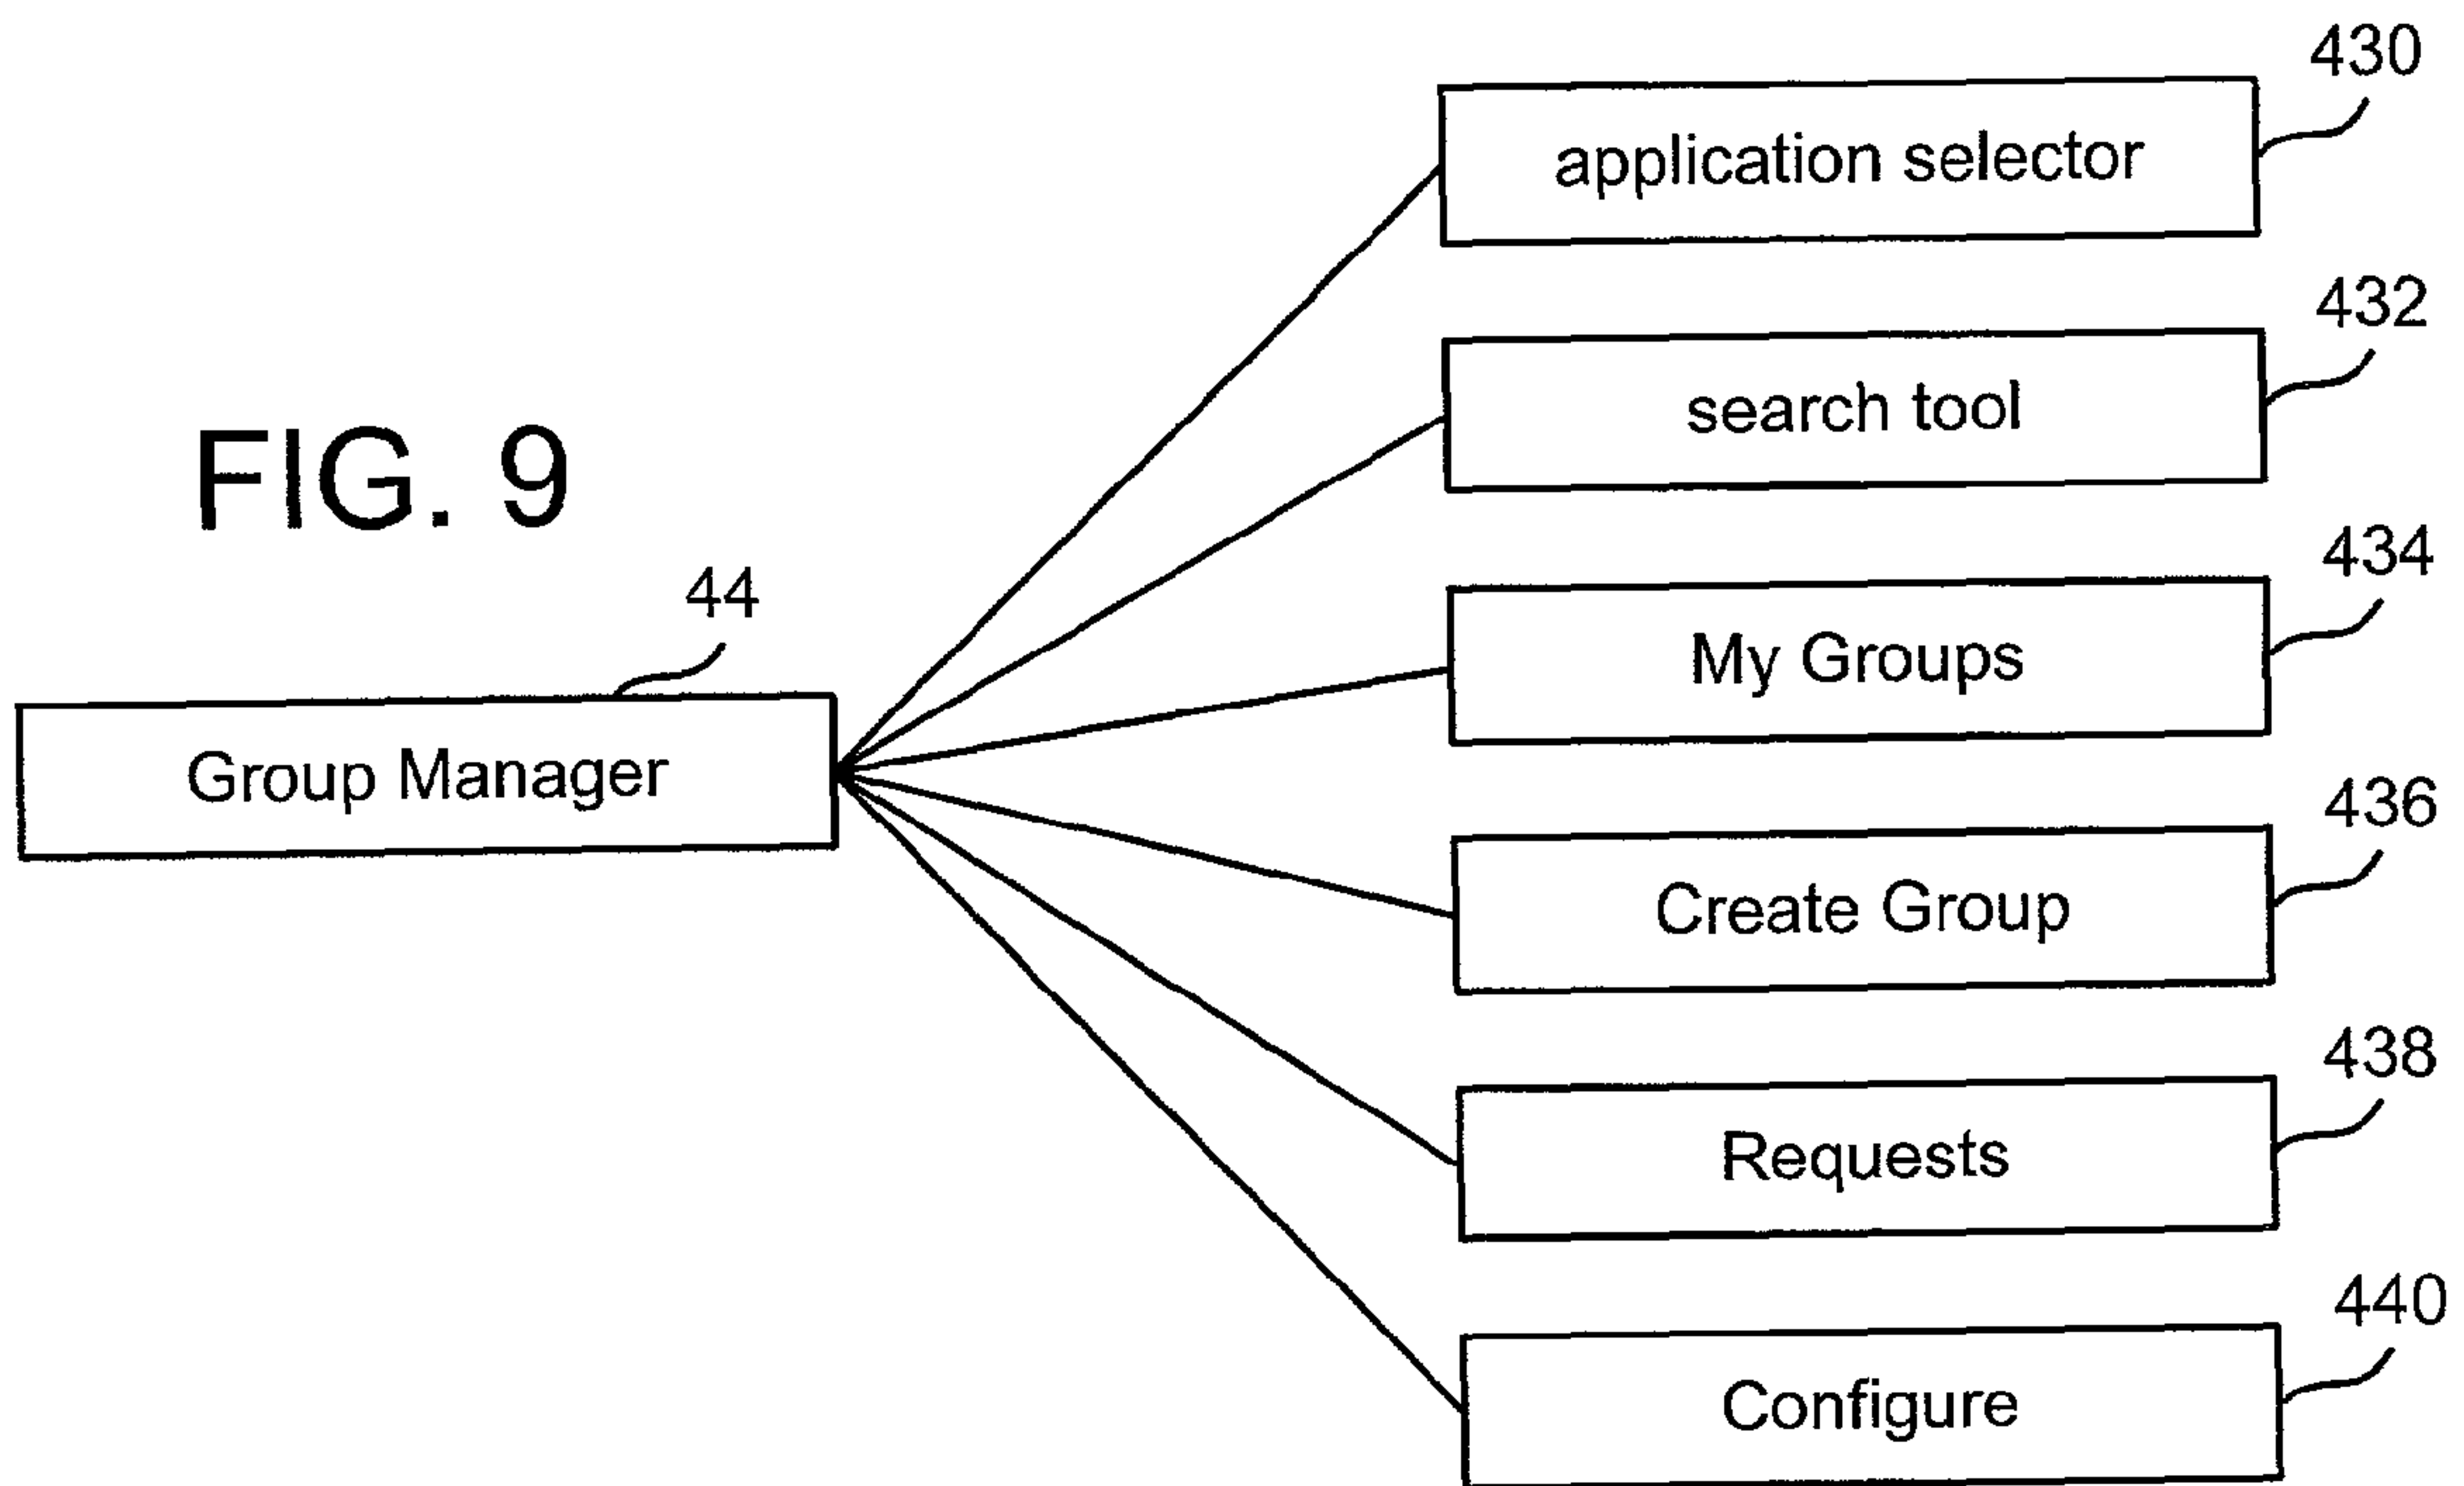 430
application selector
432
search tool
FIG. 9
434
44
My Groups
Group Manager
436
Create Group
438
Requests
440
Configure